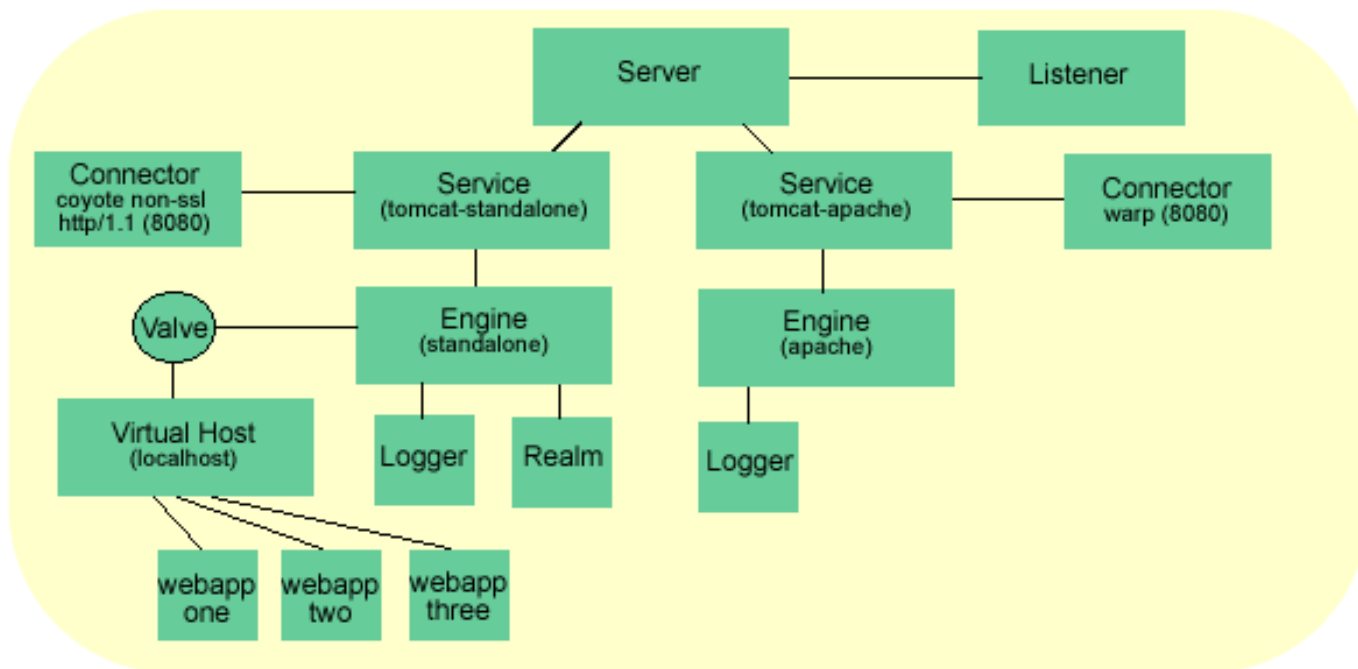 Server
Listener
Connector
coyote non-ssl
http/1.1 (8080)
Service
(tomcat-standalone)
Service
(tomcat-apache)
Connector
warp (8080)
Valve
Engine
(standalone)
Engine
(apache)
Virtual Host
(localhost)
Logger
Realm
Logger
webapp
one
webapp
two
webapp
three